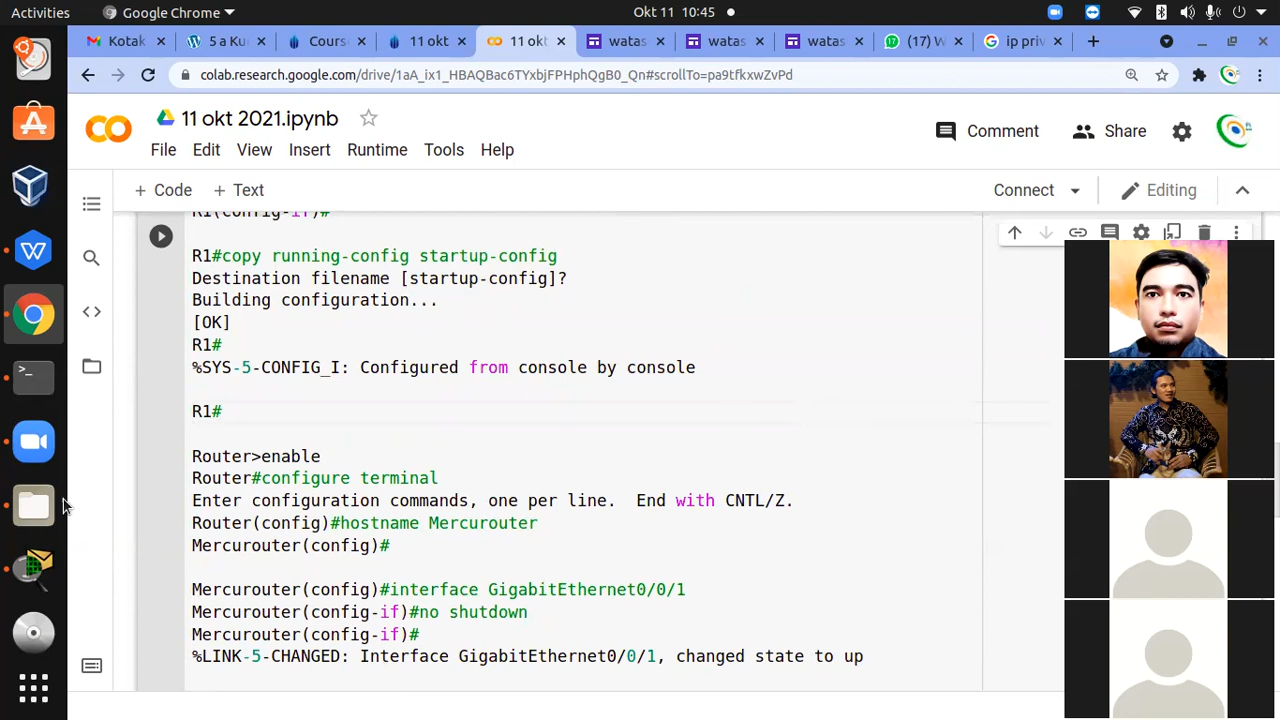 Activities
Google Chrome
Okt 11 10:45
Kotak
5 a Ku
Cours
11 okt
11 okt
watas
watas
watas
(17) W
ip priv
colab.research.google.com/drive/1aA_ix1_HBAQBac6TYxbjFPHphQgB0_Qn#scrollTo=pa9tfkxwZvPd
11 okt 2021.ipynb
Comment
Share
File Edit View Insert Runtime Tools Help
+ Code + Text
Connect
Editing
R1(config-if)#
R1#copy running-config startup-config
Destination filename [startup-config]?
Building configuration...
[OK]
R1#
%SYS-5-CONFIG_I: Configured from console by console
R1#
Router>enable
Router#configure terminal
Enter configuration commands, one per line. End with CNTL/Z.
Router(config)#hostname Mercurouter
Mercurouter(config)#
Mercurouter(config)#interface GigabitEthernet0/0/1
Mercurouter(config-if)#no shutdown
Mercurouter(config-if)#
%LINK-5-CHANGED: Interface GigabitEthernet0/0/1, changed state to up